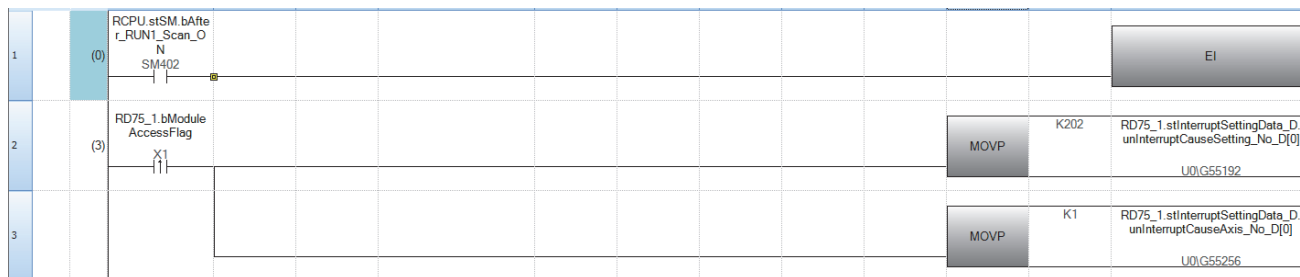 RCPU.stSM.bAfte
r_RUN1_Scan_O
N
1
(0)
SM402
EI
RD75_1.bModule
AccessFlag
2
(3)
X1
MOVP
K202
RD75_1.stInterruptSettingData_D.
unInterruptCauseSetting_No_D[0]
U0\G55192
3
MOVP
K1
RD75_1.stInterruptSettingData_D.
unInterruptCauseAxis_No_D[0]
U0\G55256